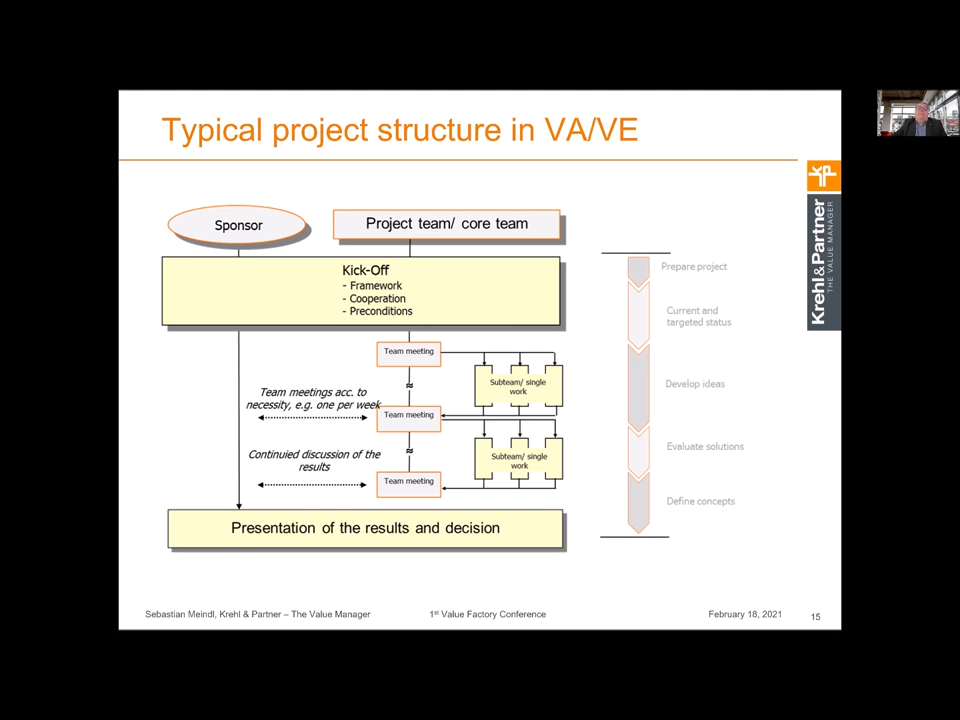 Typical project structure in VA/VE
Sponsor
Project team/ core team
Kick-Off
- Framework
- Cooperation
- Preconditions
Team meeting
Subteam/ single
work
Team meetings acc. to
necessity, e.g. one per week
Team meeting
Continuied discussion of the
results
Subteam/ single
work
Team meeting
Presentation of the results and decision
Prepare project
Current and
targeted status
Develop ideas
Evaluate solutions
Define concepts
kp
Krehl&Partner
THE VALUE MANAGER
Sebastian Meindl, Krehl & Partner – The Value Manager
1st Value Factory Conference
February 18, 2021
15